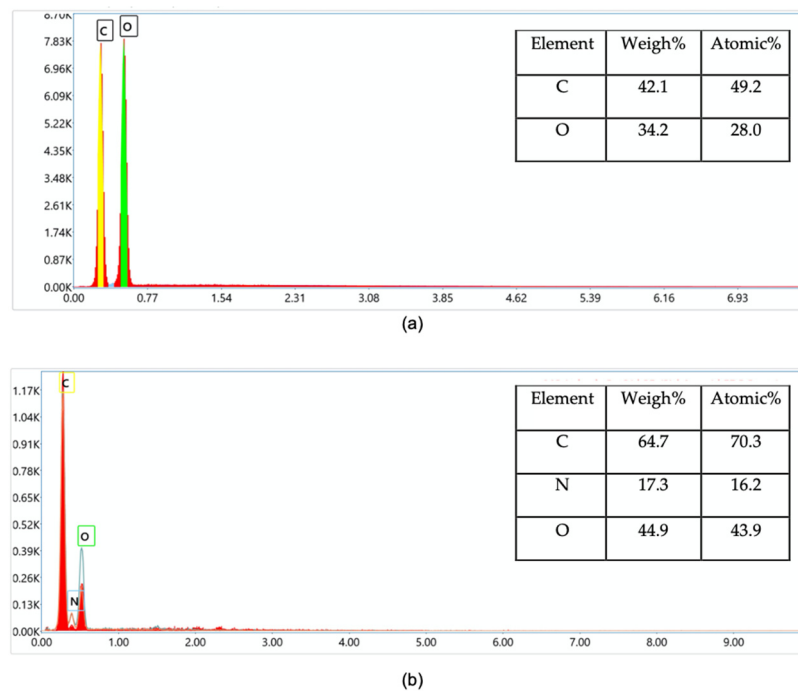 8.70K
C O
7.83K
6.96K
6.09K
5.22K
4.35K
3.48K
2.61K
1.74K
0.87K
0.00K
0.00 0.77 1.54 2.31 3.08 3.85 4.62 5.39 6.16 6.93
Element Weigh% Atomic%
C 42.1 49.2
O 34.2 28.0
(a)
C
1.17K
1.04K
0.91K
0.78K
0.65K
0.52K
0.39K
0.26K
0.13K
0.00K
O
N
0.00 1.00 2.00 3.00 4.00 5.00 6.00 7.00 8.00 9.00
Element Weigh% Atomic%
C 64.7 70.3
N 17.3 16.2
O 44.9 43.9
(b)